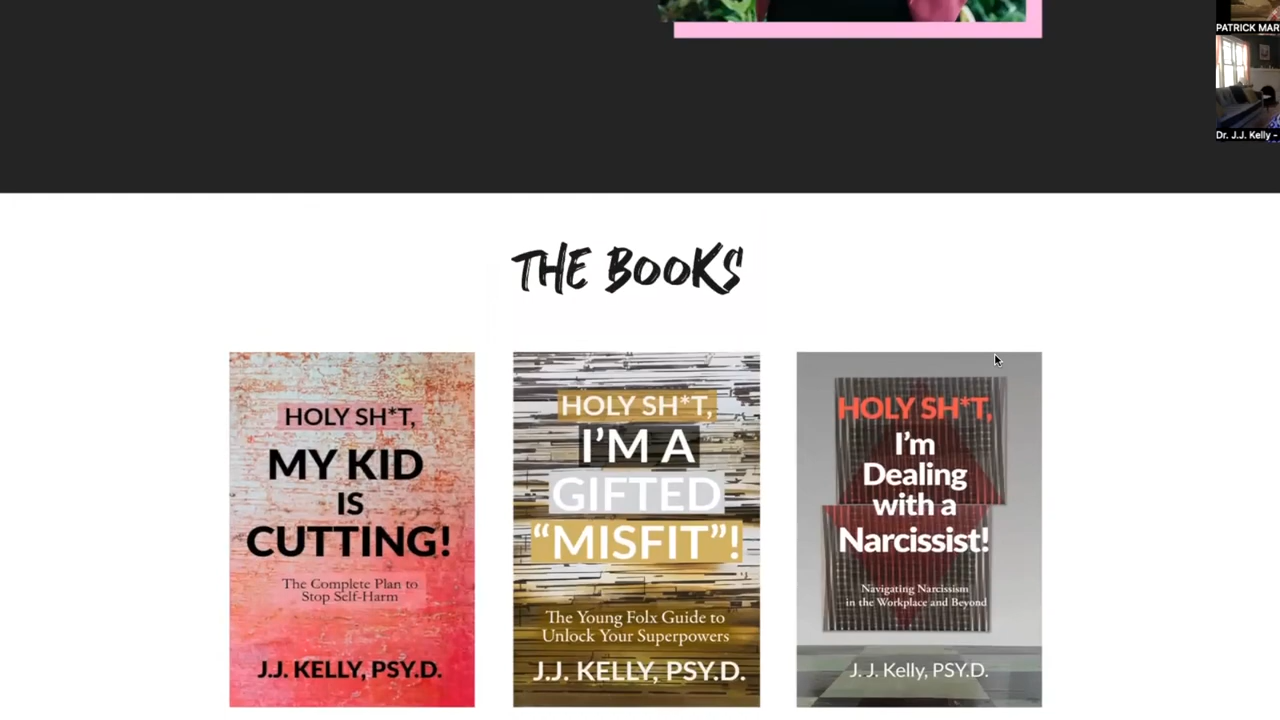 PATRICK MAR
Dr. J.J. Kelly -
THE BOOKS
HOLY SH*T,
MY KID
IS
CUTTING!
The Complete Plan to
Stop Self-Harm
J.J. KELLY, PSY.D.
HOLY SH*T,
I'M A
GIFTED
“MISFIT”!
The Young Folx Guide to
Unlock Your Superpowers
J.J. KELLY, PSY.D.
HOLY SH*T,
I'm
Dealing
with a
Narcissist!
Navigating Narcissism
in the Workplace and Beyond
J. J. Kelly, PSY.D.